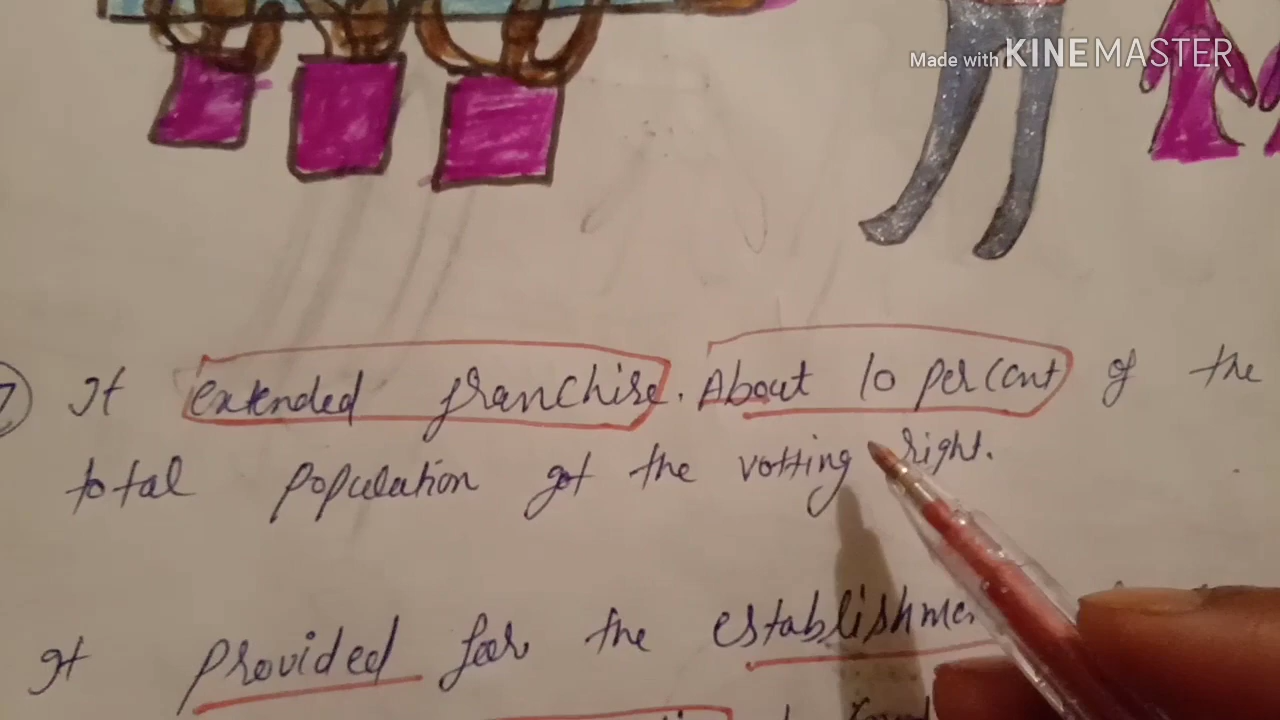 Made with KINEMASTER
7 It extended franchise. About 10 percent of the
total population got the votting right.
It provided for the establishme